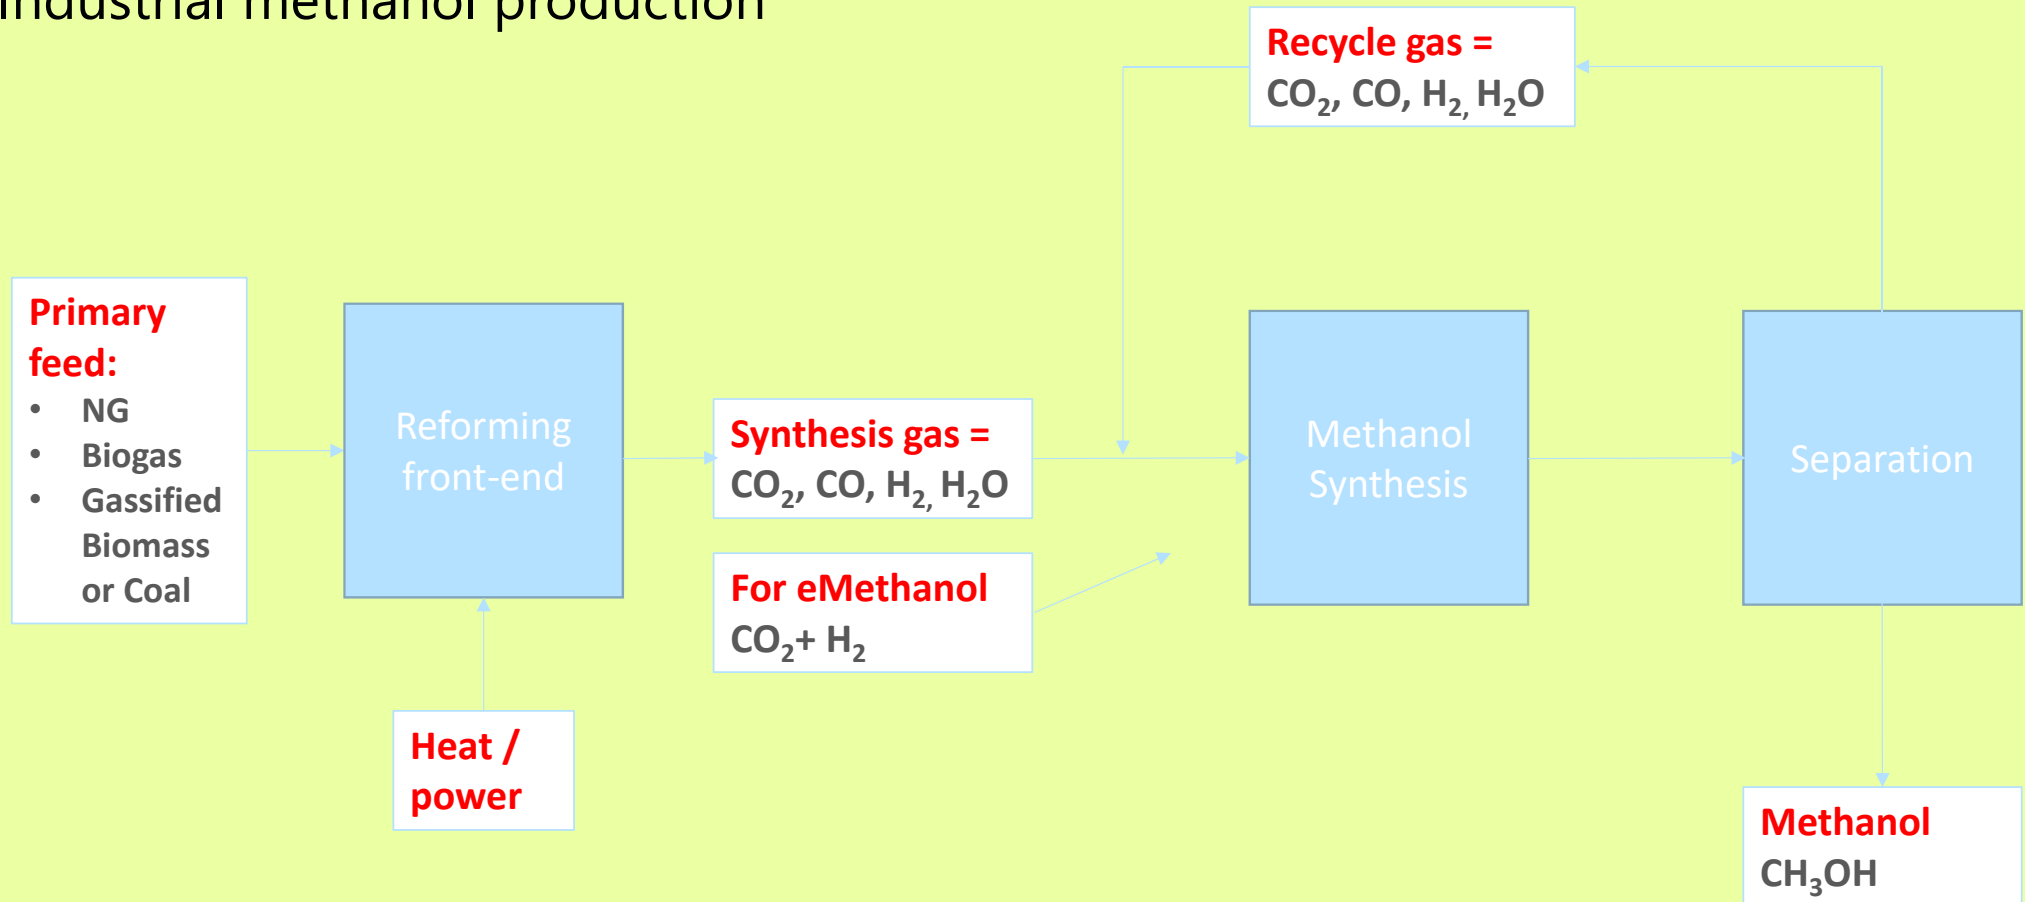 Industrial methanol production
Recycle gas =
CO₂, CO, H₂, H₂O
Primary
feed:
• NG
• Biogas
• Gassified
Biomass
or Coal
Reforming
front-end
Synthesis gas =
CO₂, CO, H₂, H₂O
For eMethanol
CO₂+ H₂
Heat /
power
Methanol
Synthesis
Separation
Methanol
CH₃OH